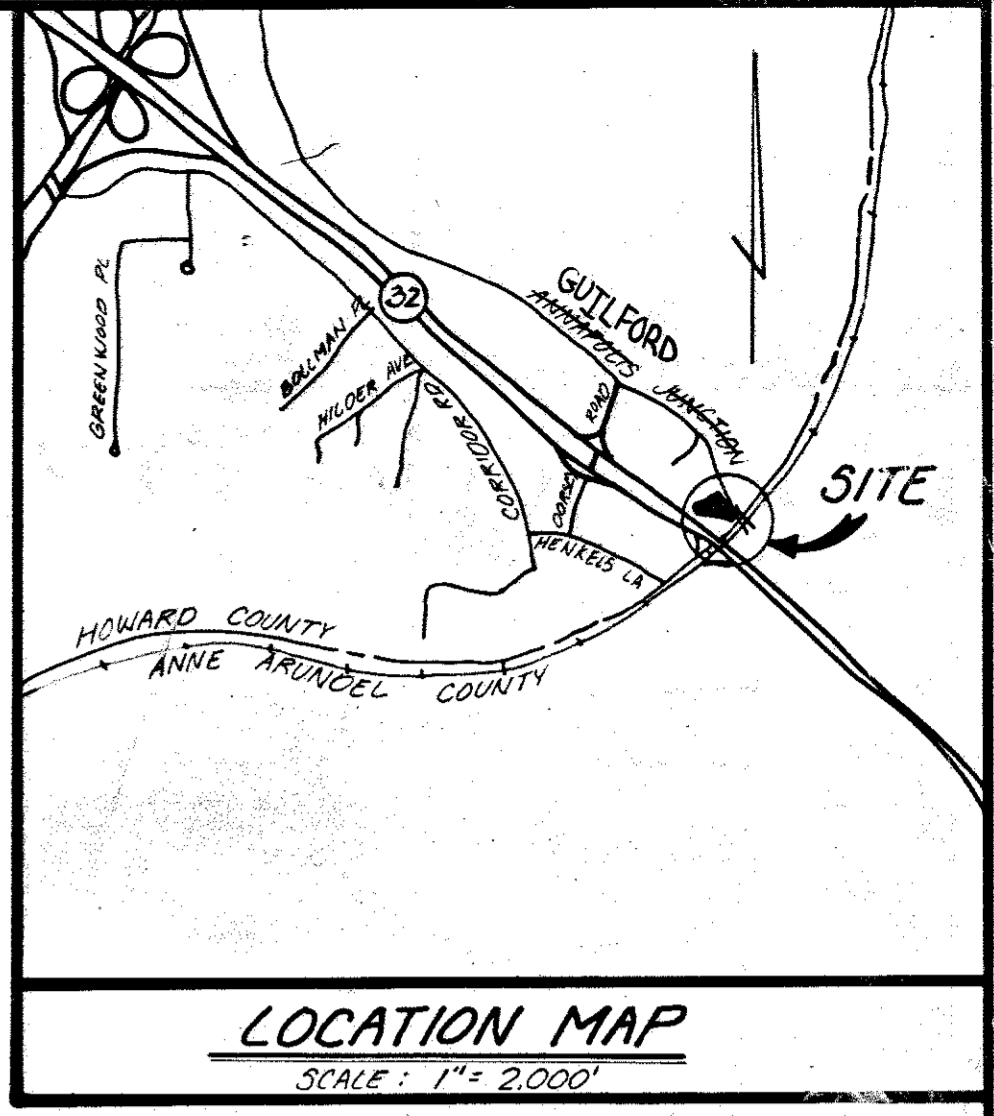 GREENWOOD PL
BOLLMAN PL
32
HILDER AVE
CORRIDOR RD
GUILFORD
ANNAPOLIS JUNCTION
ROAD
DORSEY
HENKELS LA
SITE
HOWARD COUNTY
ANNE ARUNDEL COUNTY
LOCATION MAP
SCALE: 1"= 2,000'